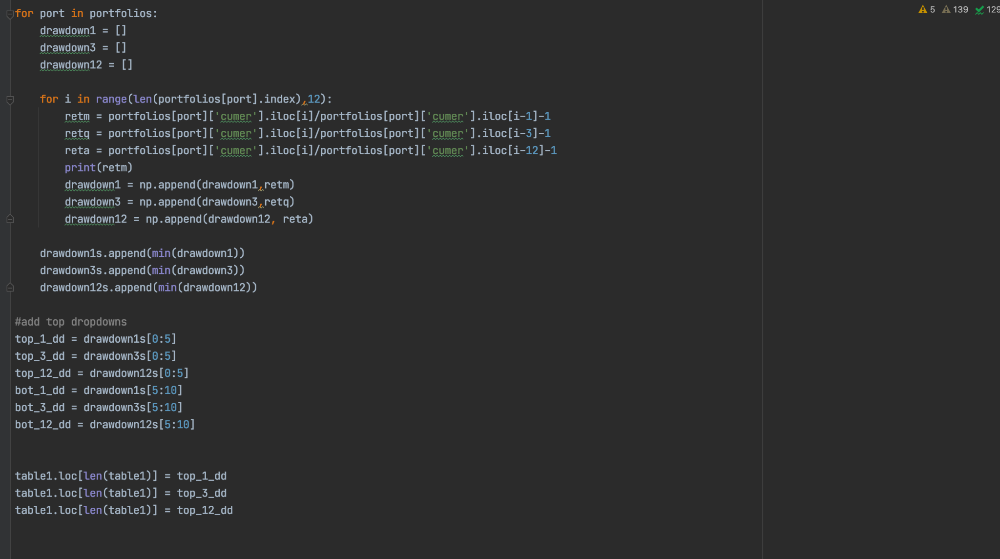 for port in portfolios:
    drawdown1 = []
    drawdown3 = []
    drawdown12 = []

    for i in range(len(portfolios[port].index),12):
        retm = portfolios[port]['cumer'].iloc[i]/portfolios[port]['cumer'].iloc[i-1]-1
        retq = portfolios[port]['cumer'].iloc[i]/portfolios[port]['cumer'].iloc[i-3]-1
        reta = portfolios[port]['cumer'].iloc[i]/portfolios[port]['cumer'].iloc[i-12]-1
        print(retm)
        drawdown1 = np.append(drawdown1,retm)
        drawdown3 = np.append(drawdown3,retq)
        drawdown12 = np.append(drawdown12, reta)

    drawdown1s.append(min(drawdown1))
    drawdown3s.append(min(drawdown3))
    drawdown12s.append(min(drawdown12))

#add top dropdowns
top_1_dd = drawdown1s[0:5]
top_3_dd = drawdown3s[0:5]
top_12_dd = drawdown12s[0:5]
bot_1_dd = drawdown1s[5:10]
bot_3_dd = drawdown3s[5:10]
bot_12_dd = drawdown12s[5:10]

table1.loc[len(table1)] = top_1_dd
table1.loc[len(table1)] = top_3_dd
table1.loc[len(table1)] = top_12_dd
5 139 129